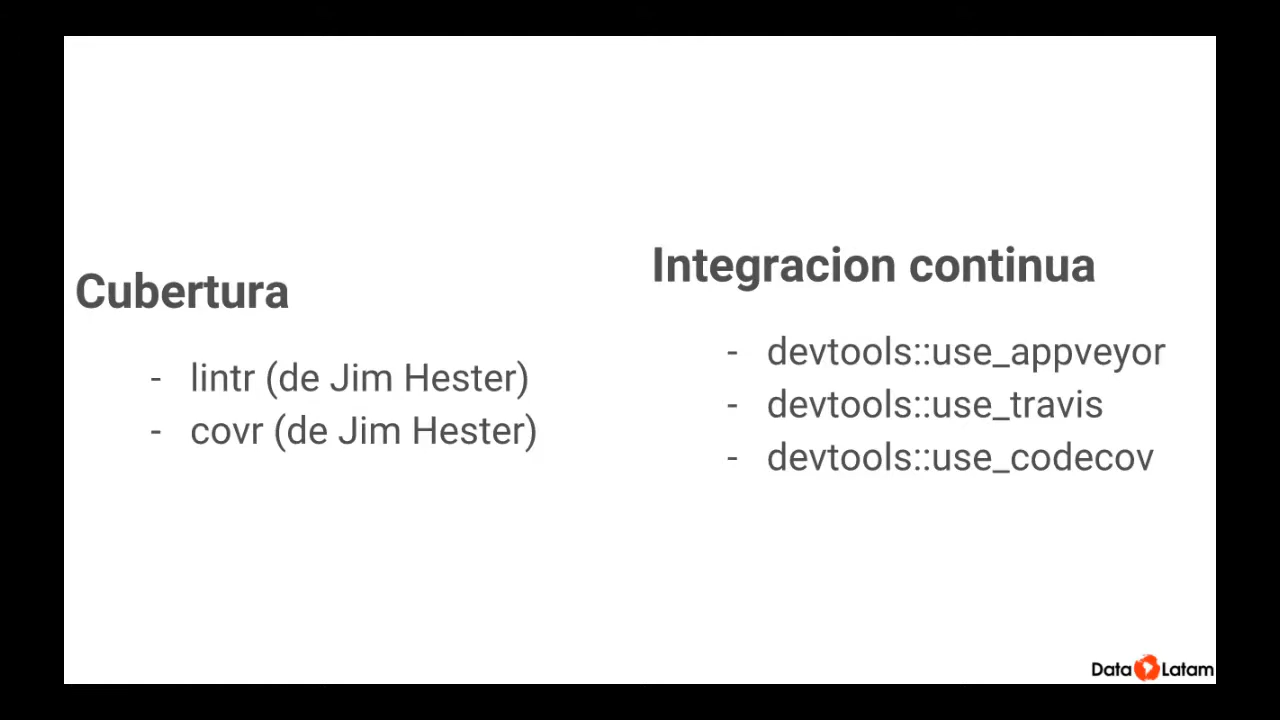 Cubertura
- lintr (de Jim Hester)
- covr (de Jim Hester)
Integracion continua
- devtools::use_appveyor
- devtools::use_travis
- devtools::use_codecov
Data Latam